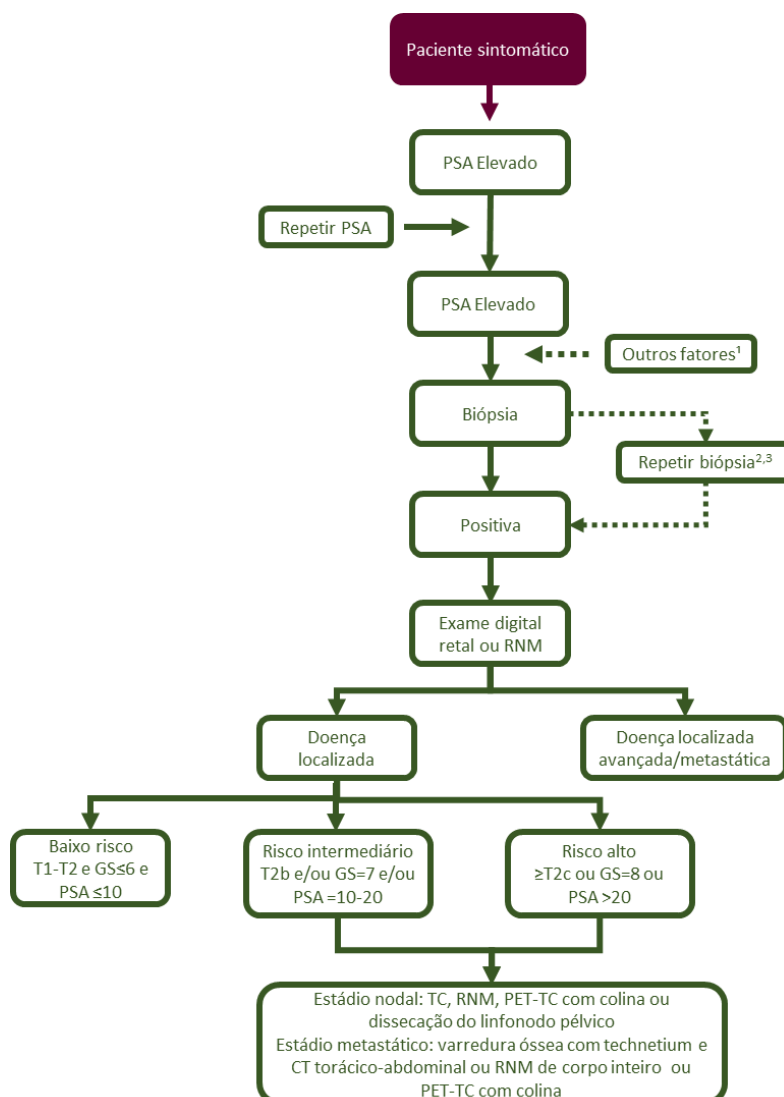 Paciente sintomático
PSA Elevado
Repetir PSA
PSA Elevado
Outros fatores¹
Biópsia
Repetir biópsia²,³
Positiva
Exame digital
retal ou RNM
Doença
localizada
Doença localizada
avançada/metastática
Baixo risco
T1-T2 e GS≤6 e
PSA ≤10
Risco intermediário
T2b e/ou GS=7 e/ou
PSA =10-20
Risco alto
≥T2c ou GS=8 ou
PSA >20
Estádio nodal: TC, RNM, PET-TC com colina ou
dissecação do linfonodo pélvico
Estádio metastático: varredura óssea com technetium e
CT torácico-abdominal ou RNM de corpo inteiro ou
PET-TC com colina